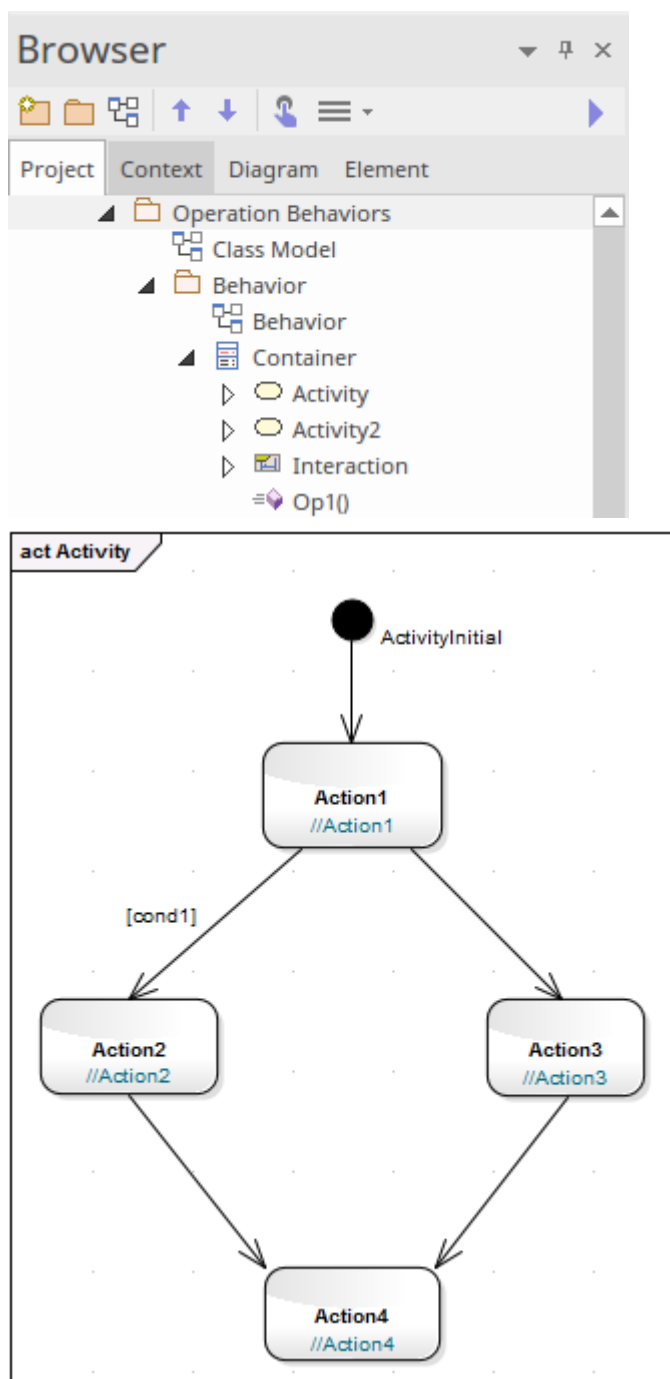 Browser
Project Context Diagram Element
Operation Behaviors
Class Model
Behavior
Behavior
Container
Activity
Activity2
Interaction
Op1()
act Activity
ActivityInitial
Action1
//Action1
[cond1]
Action2
//Action2
Action3
//Action3
Action4
//Action4